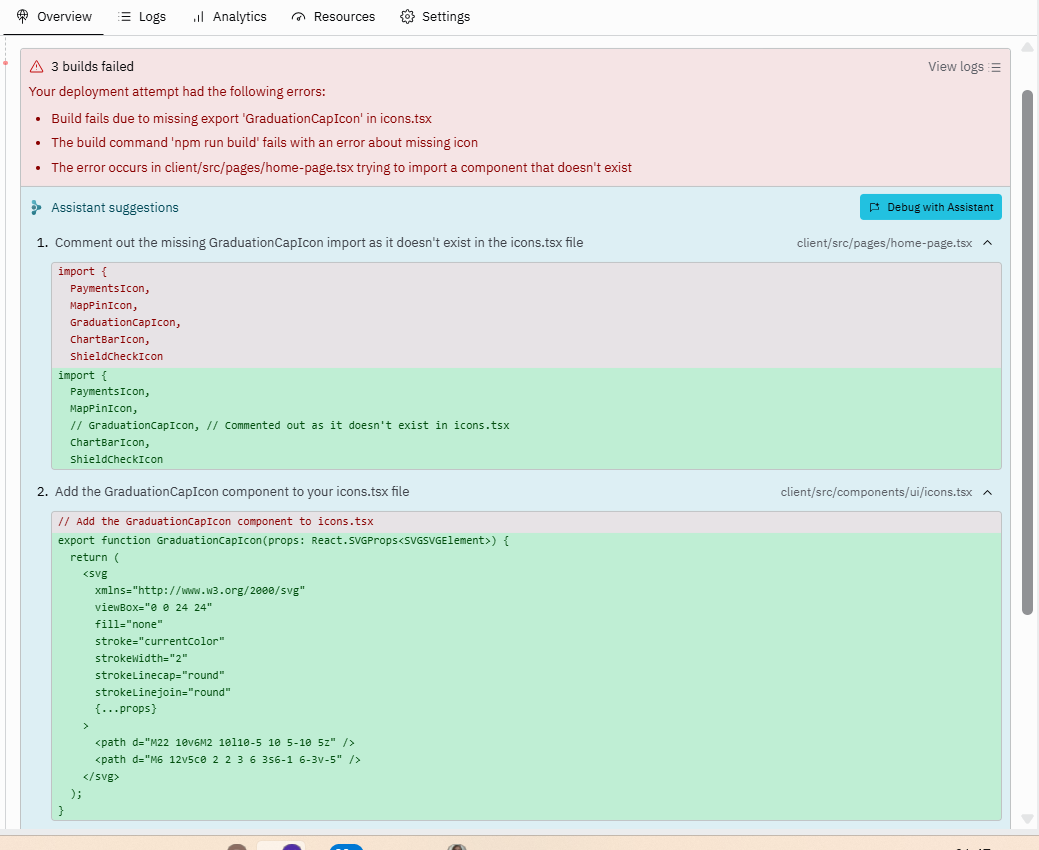 Overview Logs Analytics Resources Settings
3 builds failed View logs
Your deployment attempt had the following errors:
• Build fails due to missing export 'GraduationCapIcon' in icons.tsx
• The build command 'npm run build' fails with an error about missing icon
• The error occurs in client/src/pages/home-page.tsx trying to import a component that doesn't exist
Assistant suggestions Debug with Assistant
1. Comment out the missing GraduationCapIcon import as it doesn't exist in the icons.tsx file client/src/pages/home-page.tsx
import {
  PaymentsIcon,
  MapPinIcon,
  GraduationCapIcon,
  ChartBarIcon,
  ShieldCheckIcon
import {
  PaymentsIcon,
  MapPinIcon,
  // GraduationCapIcon, // Commented out as it doesn't exist in icons.tsx
  ChartBarIcon,
  ShieldCheckIcon
2. Add the GraduationCapIcon component to your icons.tsx file client/src/components/ui/icons.tsx
// Add the GraduationCapIcon component to icons.tsx
export function GraduationCapIcon(props: React.SVGProps<SVGSVGElement>) {
  return (
    <svg
      xmlns="http://www.w3.org/2000/svg"
      viewBox="0 0 24 24"
      fill="none"
      stroke="currentColor"
      strokeWidth="2"
      strokeLinecap="round"
      strokeLinejoin="round"
      {...props}
    >
      <path d="M22 10v6M2 10l10-5 10 5-10 5z" />
      <path d="M6 12v5c0 2 2 3 6 3s6-1 6-3v-5" />
    </svg>
  );
}